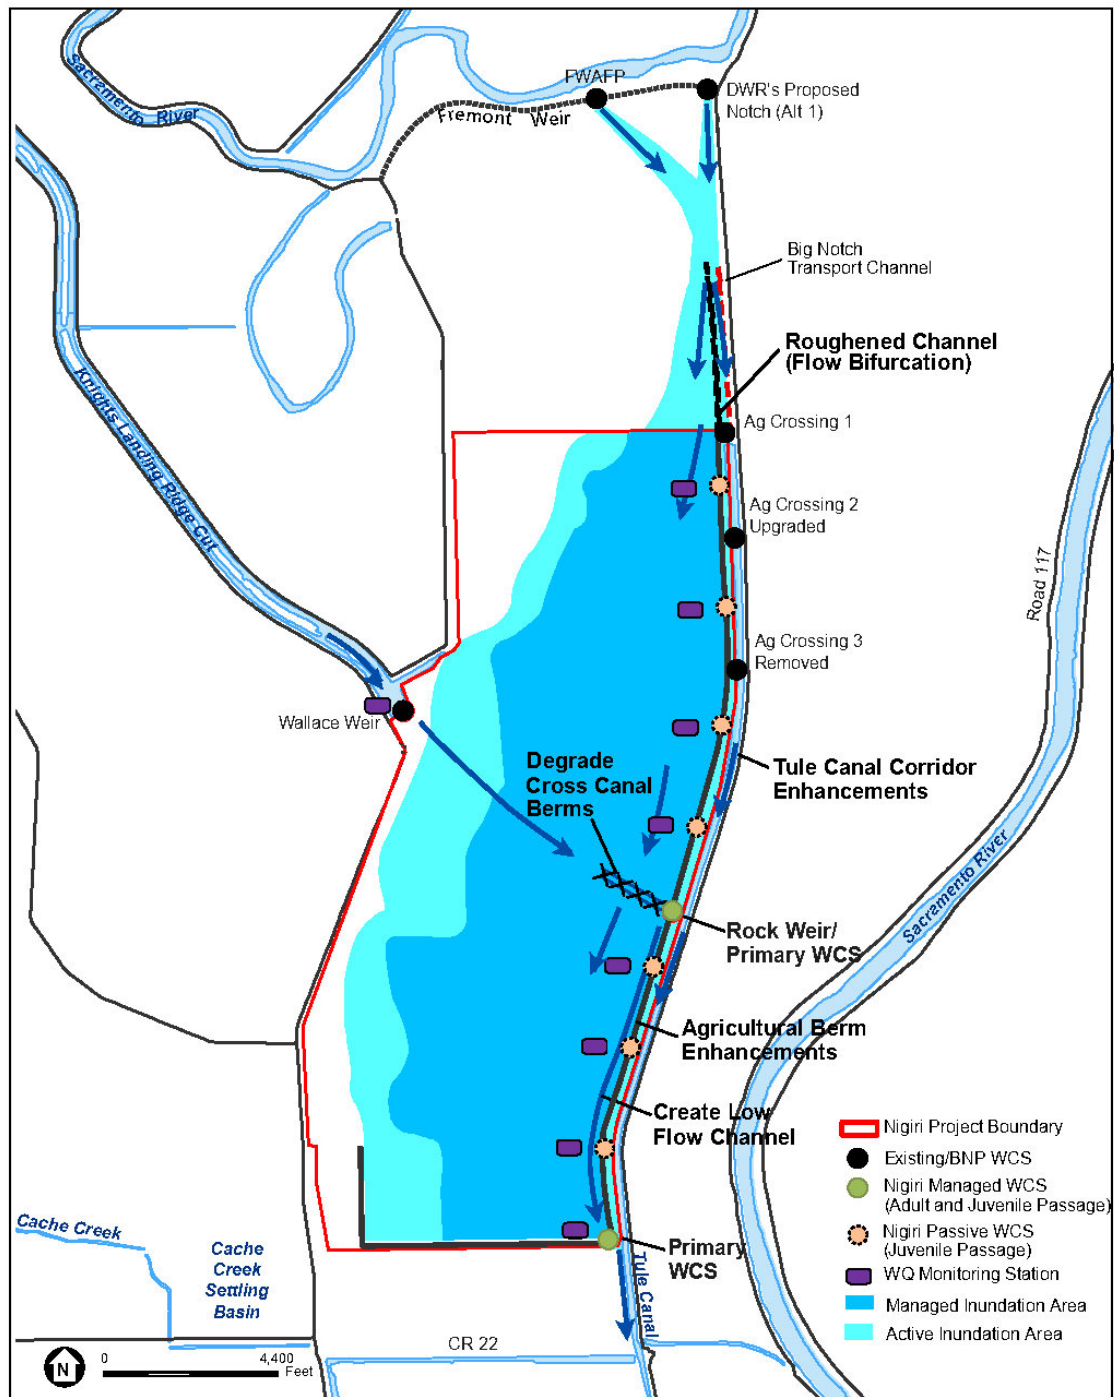 Sacramento River
FWAFP
DWR's Proposed
Notch (Alt 1)
Fremont Weir
Big Notch
Transport Channel
Roughened Channel
(Flow Bifurcation)
Ag Crossing 1
Knights Landing Ridge Cut
Ag Crossing 2
Upgraded
Road 117
Ag Crossing 3
Removed
Wallace Weir
Degrade
Cross Canal
Berms
Tule Canal Corridor
Enhancements
Sacramento River
Rock Weir/
Primary WCS
Agricultural Berm
Enhancements
Create Low
Flow Channel
Nigiri Project Boundary
Existing/BNP WCS
Nigiri Managed WCS
(Adult and Juvenile Passage)
Nigiri Passive WCS
(Juvenile Passage)
WQ Monitoring Station
Managed Inundation Area
Active Inundation Area
Cache Creek
Cache
Creek
Settling
Basin
Primary
WCS
Tule Canal
CR 22
N
0 4,400
Feet